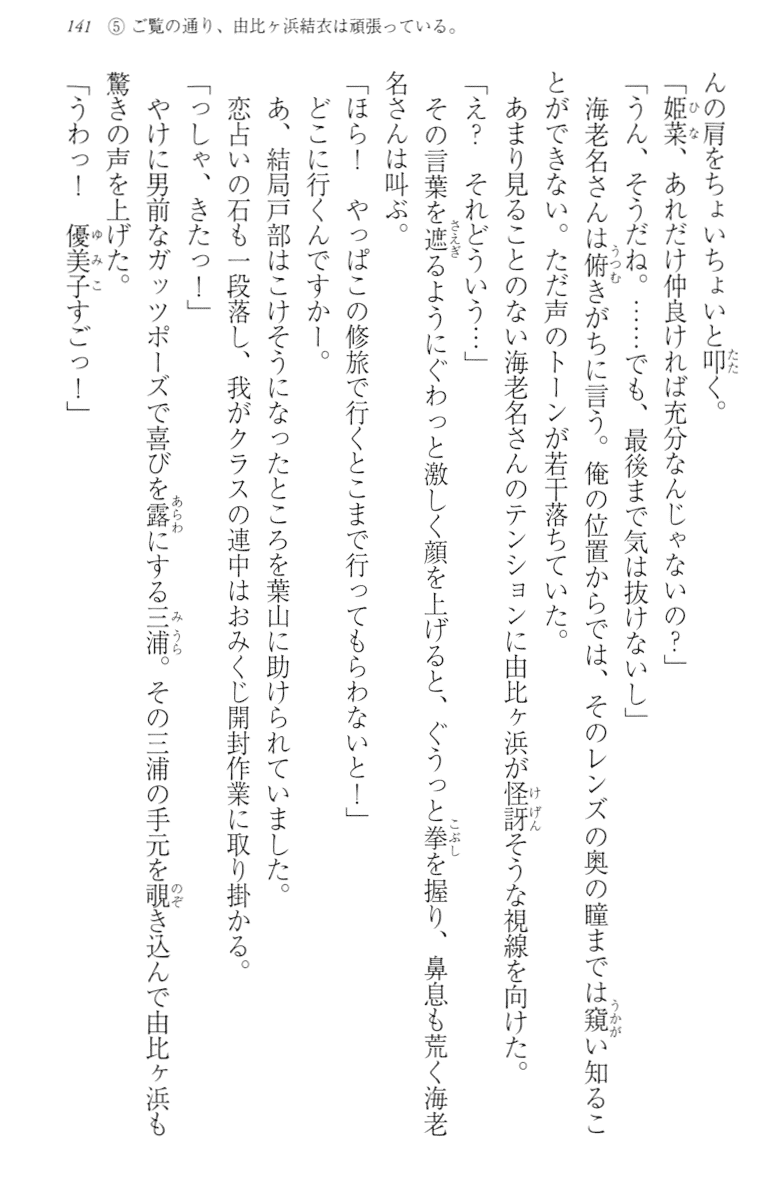 141 ⑤ ご覧の通り、由比ヶ浜結衣は頑張っている。
んの肩をちょいちょいと叩く。
「姫菜、あれだけ仲良ければ充分なんじゃないの？」
「うん、そうだね。……でも、最後まで気は抜けないし」
海老名さんは俯きがちに言う。俺の位置からでは、そのレンズの奥の瞳までは窺い知るこ
とができない。ただ声のトーンが若干落ちていた。
あまり見ることのない海老名さんのテンションに由比ヶ浜が怪訝そうな視線を向けた。
「え？　それどういう…」
その言葉を遮るようにぐわっと激しく顔を上げると、ぐうっと拳を握り、鼻息も荒く海老
名さんは叫ぶ。
「ほら！　やっぱこの修旅で行くとこまで行ってもらわないと！」
どこに行くんですかー。
あ、結局戸部はこけそうになったところを葉山に助けられていました。
恋占いの石も一段落し、我がクラスの連中はおみくじ開封作業に取り掛かる。
「っしゃ、きたっ！」
やけに男前なガッツポーズで喜びを露にする三浦。その三浦の手元を覗き込んで由比ヶ浜も
驚きの声を上げた。
「うわっ！　優美子すごっ！」